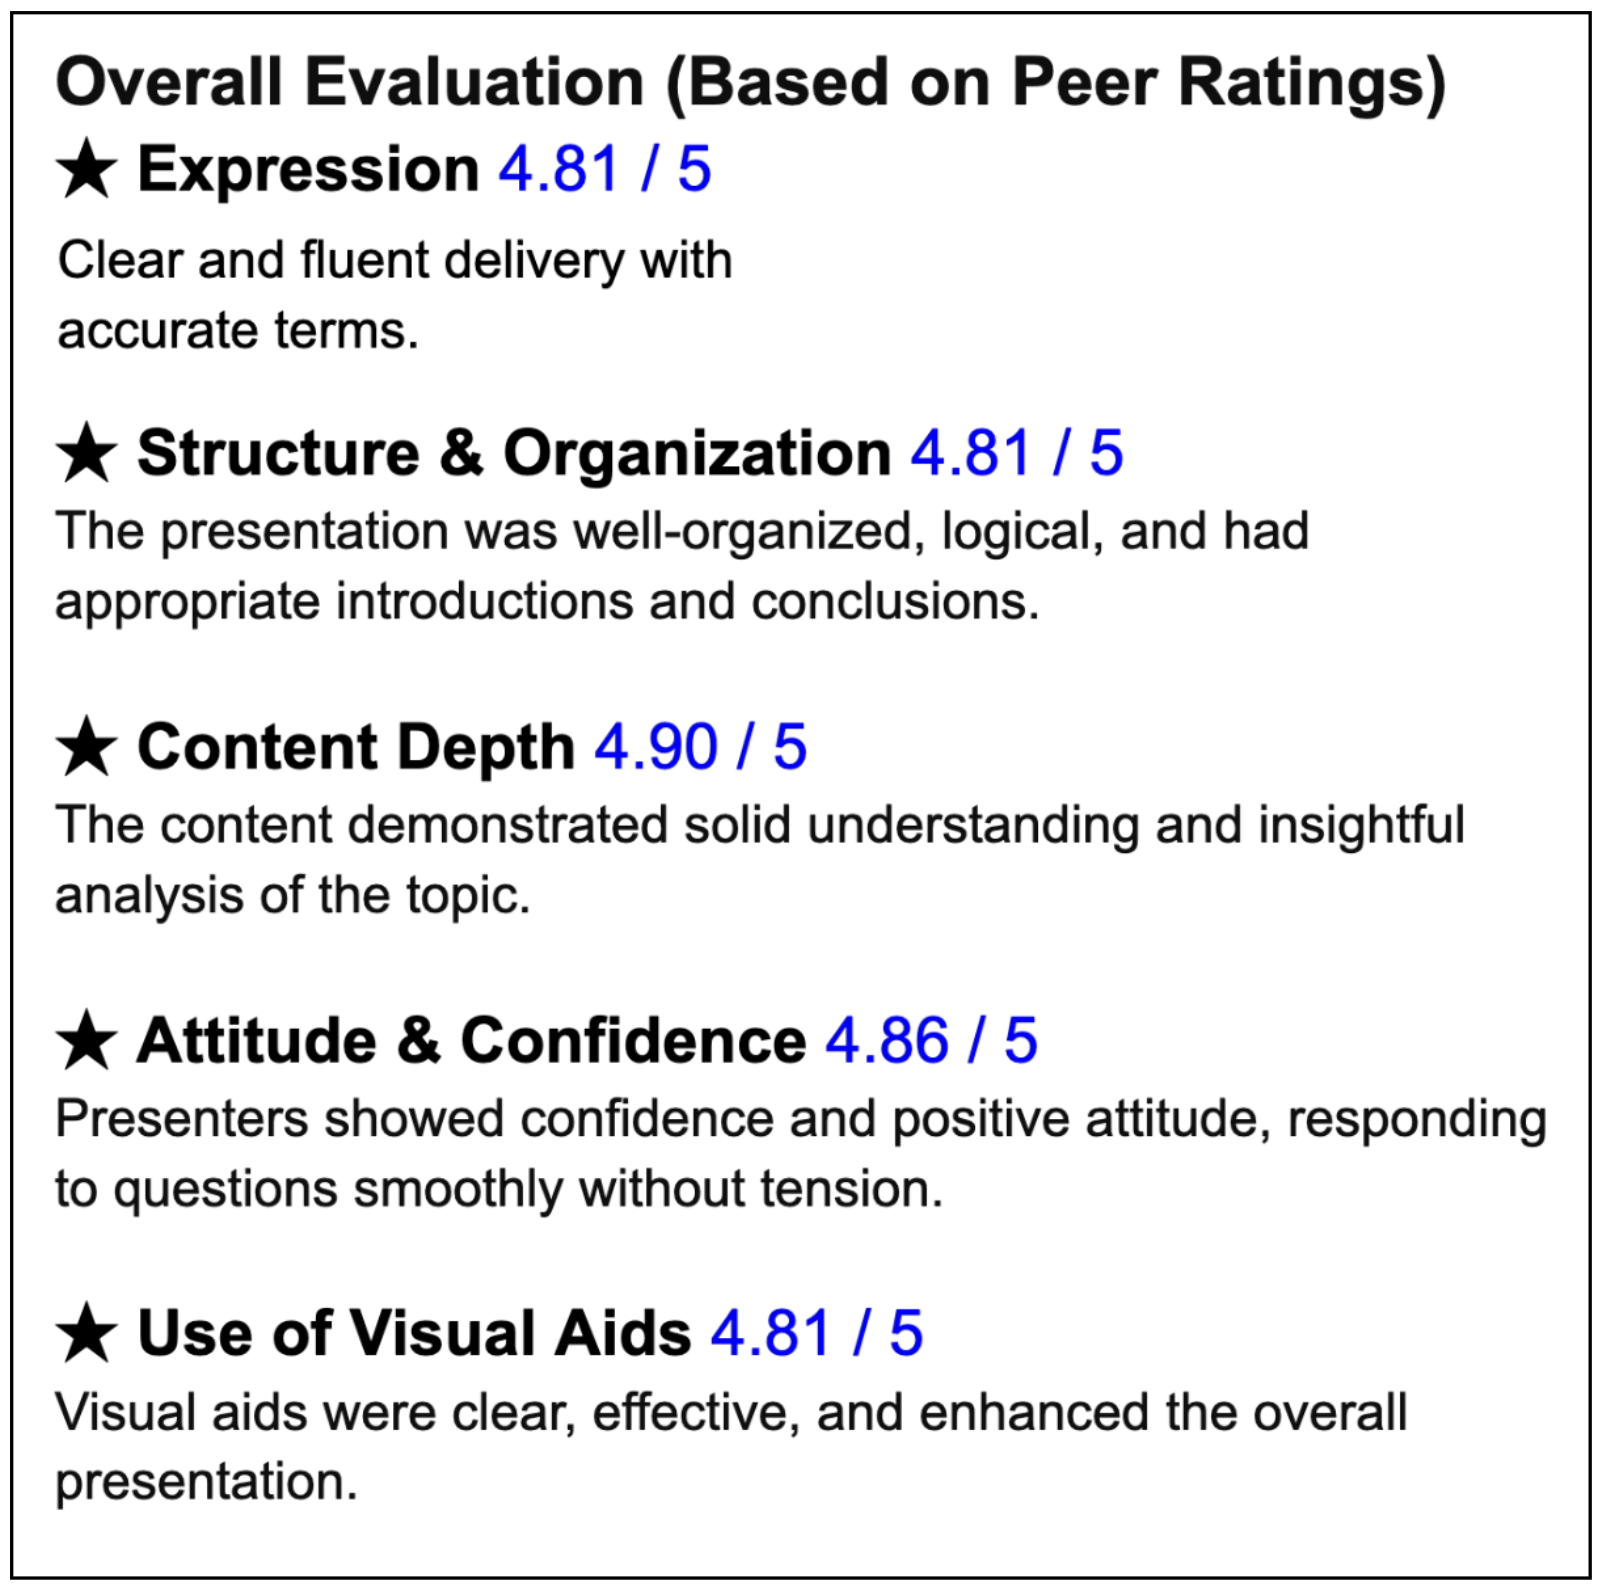 Overall Evaluation (Based on Peer Ratings)
★ Expression 4.81 / 5
Clear and fluent delivery with
accurate terms.
★ Structure & Organization 4.81 / 5
The presentation was well-organized, logical, and had
appropriate introductions and conclusions.
★ Content Depth 4.90 / 5
The content demonstrated solid understanding and insightful
analysis of the topic.
★ Attitude & Confidence 4.86 / 5
Presenters showed confidence and positive attitude, responding
to questions smoothly without tension.
★ Use of Visual Aids 4.81 / 5
Visual aids were clear, effective, and enhanced the overall
presentation.